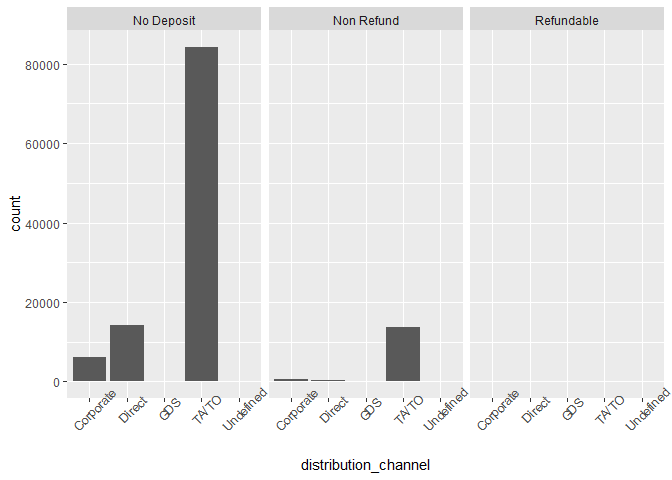 No Deposit Non Refund Refundable
80000
60000
40000
20000
0
count
Corporate Direct GDS TA/TO Undefined Corporate Direct GDS TA/TO Undefined Corporate Direct GDS TA/TO Undefined
distribution_channel